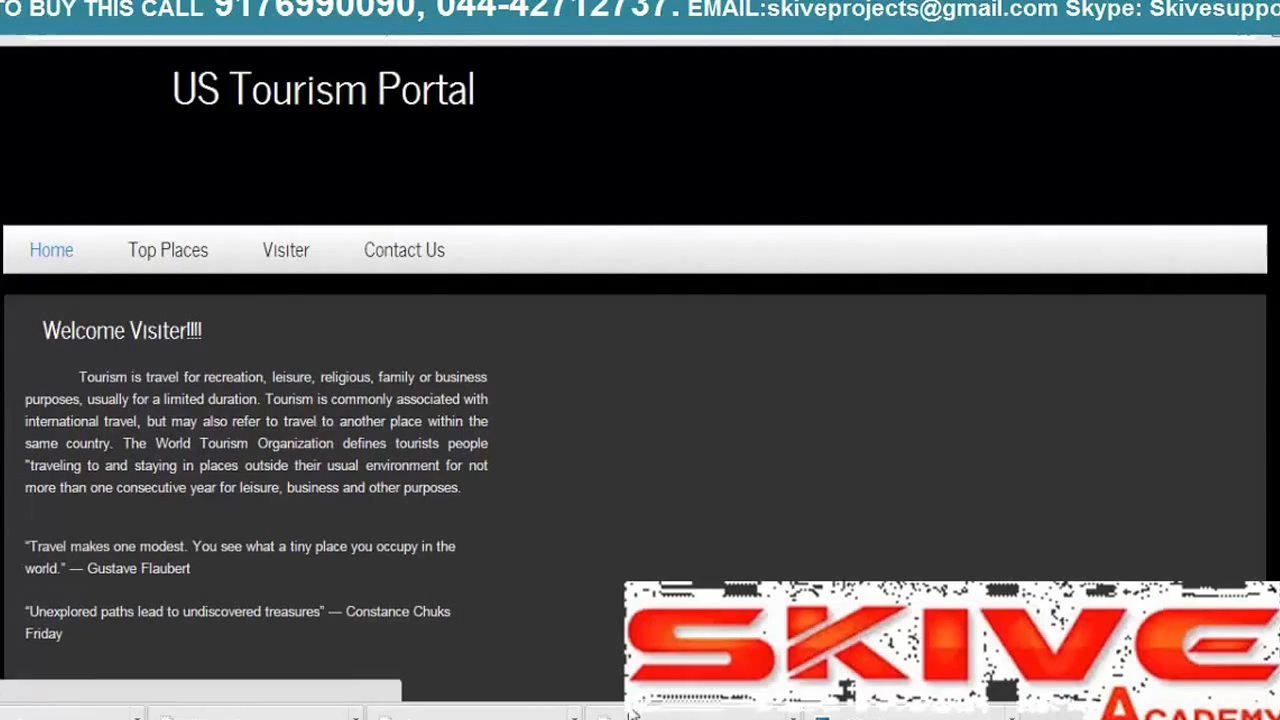 TO BUY THIS CALL 9176990090, 044-42712737. EMAIL:skiveprojects@gmail.com Skype: Skivesuppo
US Tourism Portal
Home Top Places Visiter Contact Us
Welcome Visiter!!!!
Tourism is travel for recreation, leisure, religious, family or business
purposes, usually for a limited duration. Tourism is commonly associated with
international travel, but may also refer to travel to another place within the
same country. The World Tourism Organization defines tourists people
"traveling to and staying in places outside their usual environment for not
more than one consecutive year for leisure, business and other purposes.
“Travel makes one modest. You see what a tiny place you occupy in the
world.” — Gustave Flaubert
“Unexplored paths lead to undiscovered treasures” — Constance Chuks
Friday
SKIVE
ACADEMY